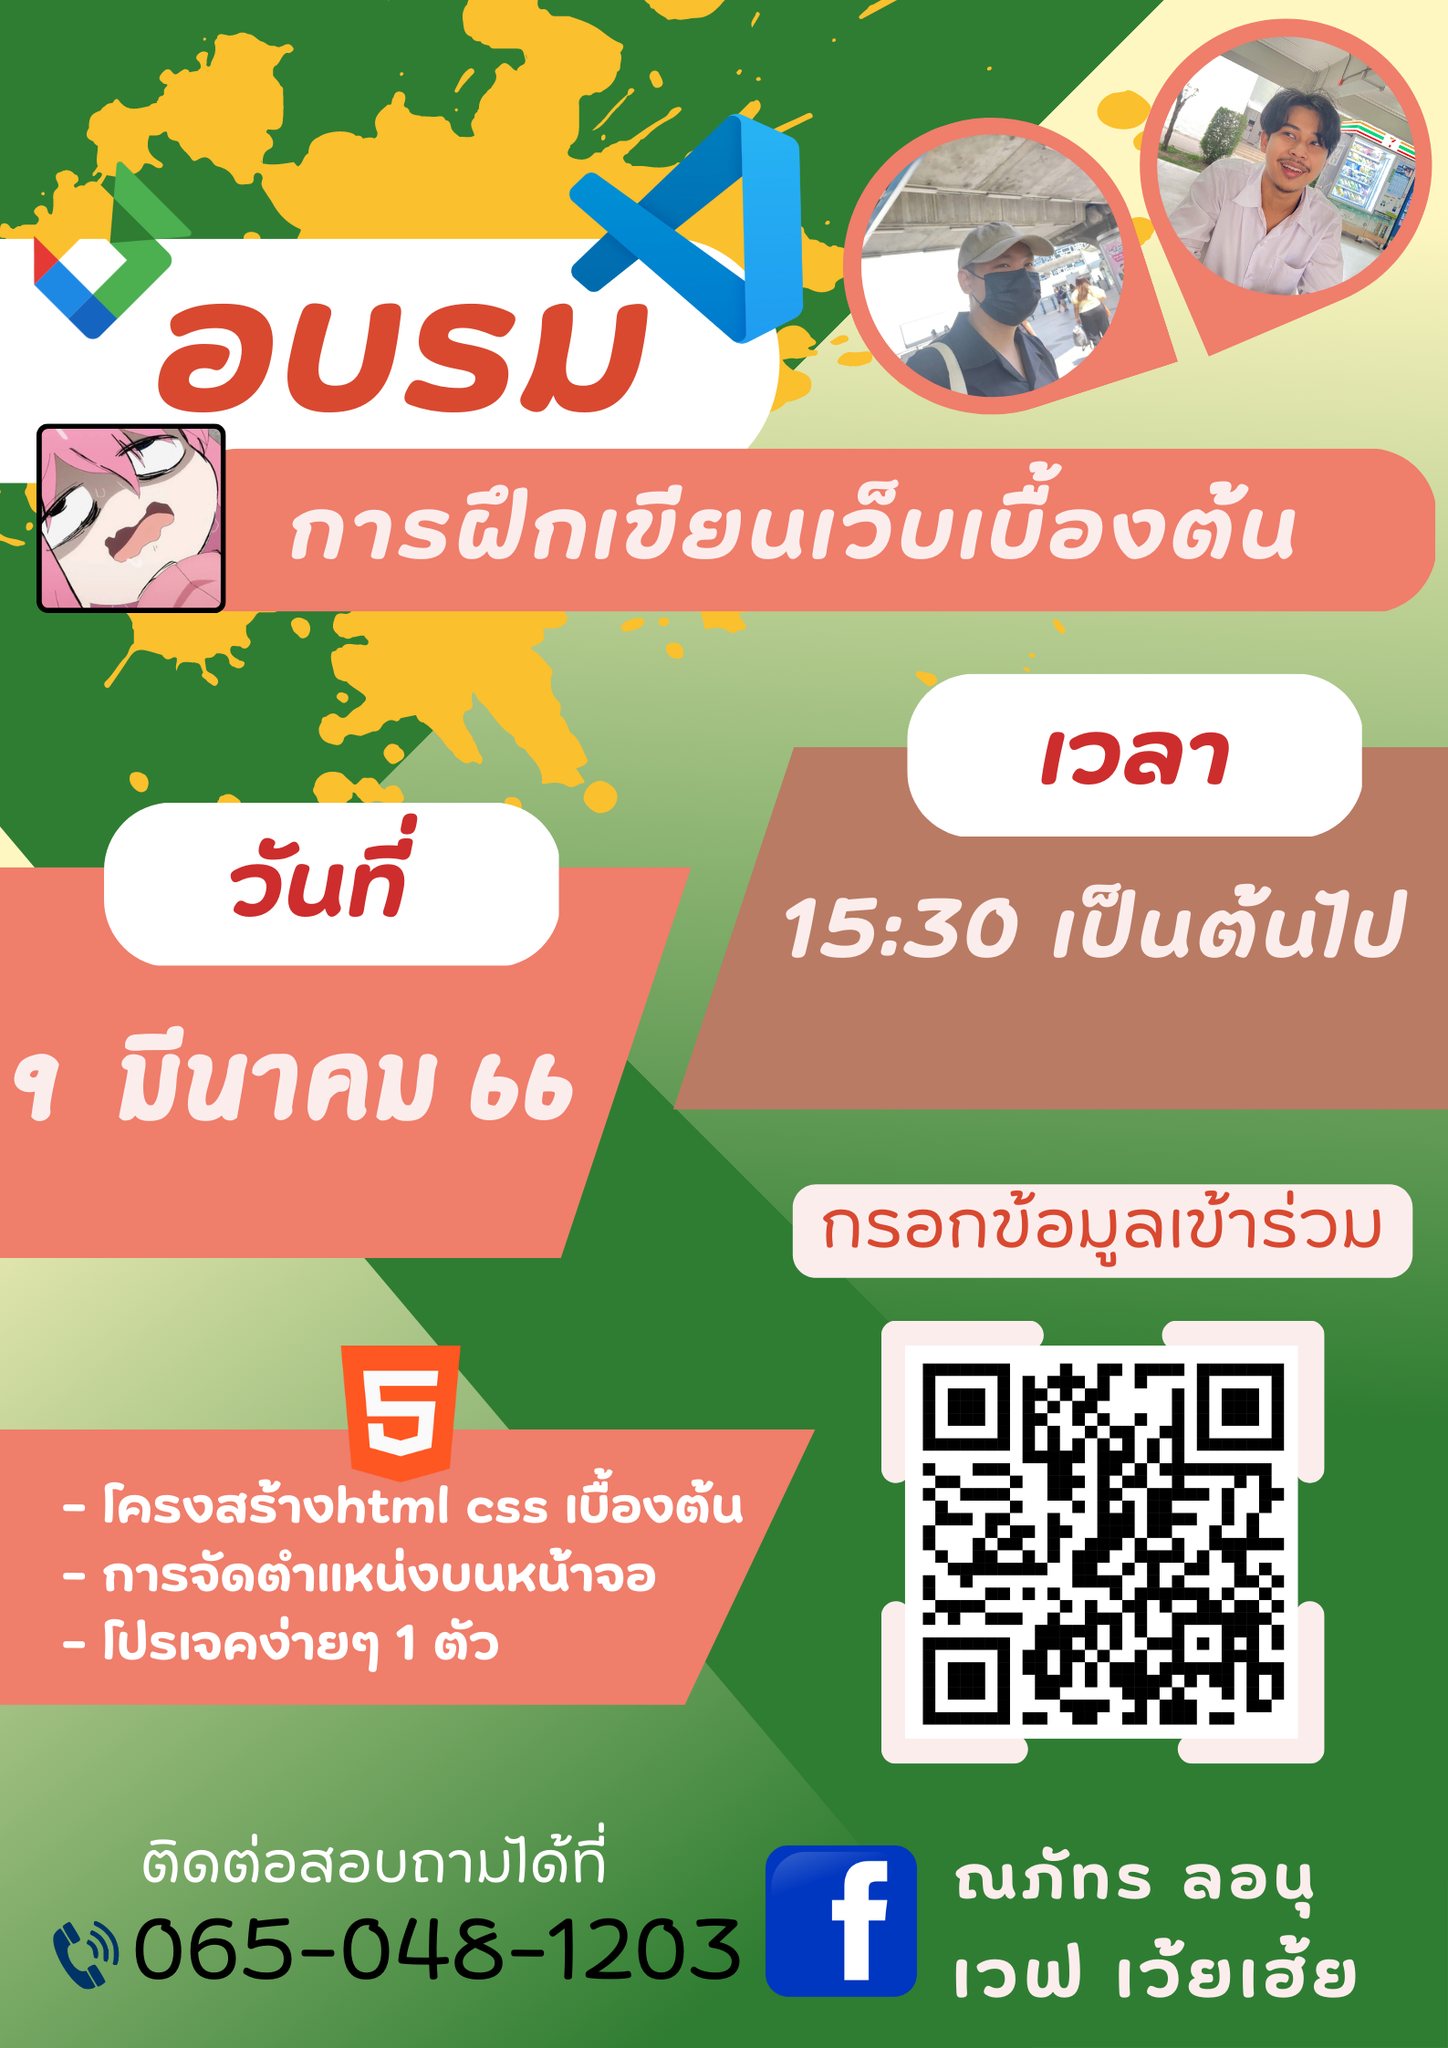 อบรม
การฝึกเขียนเว็บเบื้องต้น
เวลา
15:30 เป็นต้นไป
วันที่
9 มีนาคม 66
กรอกข้อมูลเข้าร่วม
- โครงสร้างhtml css เบื้องต้น
- การจัดตำแหน่งบนหน้าจอ
- โปรเจคง่ายๆ 1 ตัว
ติดต่อสอบถามได้ที่
065-048-1203
ณภัทร ลอนุ
เวฟ เว้ยเฮ้ย